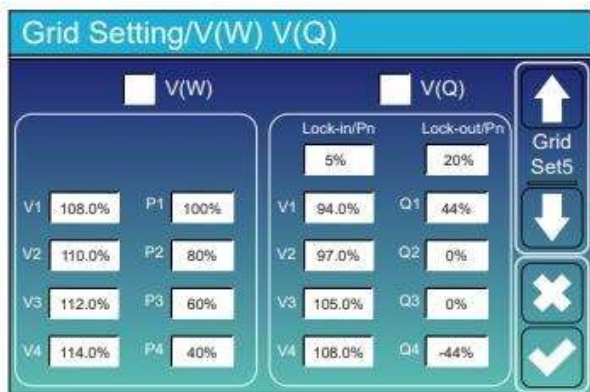 Grid Setting/V(W) V(Q)
V(W)
V1 108.0% P1 100%
V2 110.0% P2 80%
V3 112.0% P3 60%
V4 114.0% P4 40%
V(Q)
Lock-in/Pn Lock-out/Pn
5% 20%
V1 94.0% Q1 44%
V2 97.0% Q2 0%
V3 105.0% Q3 0%
V4 108.0% Q4 -44%
Grid
Set5